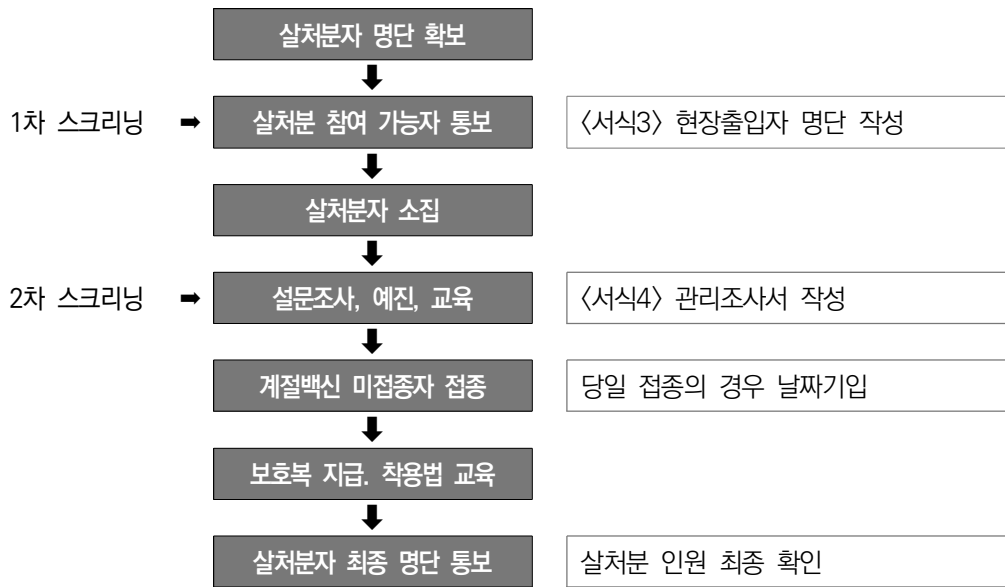 살처분자 명단 확보
1차 스크리닝 ➡ 살처분 참여 가능자 통보 〈서식3〉 현장출입자 명단 작성
살처분자 소집
2차 스크리닝 ➡ 설문조사, 예진, 교육 〈서식4〉 관리조사서 작성
계절백신 미접종자 접종 당일 접종의 경우 날짜기입
보호복 지급. 착용법 교육
살처분자 최종 명단 통보 살처분 인원 최종 확인